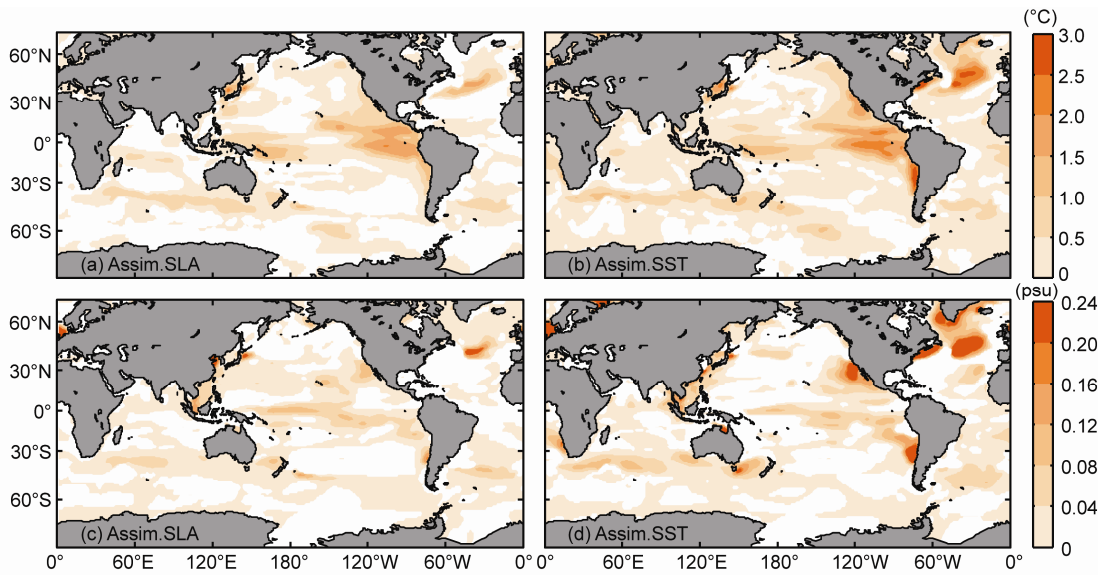 (°C)
60°N
30°N
0°
30°S
60°S
(a) Assim.SLA
(b) Assim.SST
3.0
2.5
2.0
1.5
1.0
0.5
0
(psu)
60°N
30°N
0°
30°S
60°S
(c) Assim.SLA
(d) Assim.SST
0.24
0.20
0.16
0.12
0.08
0.04
0
0° 60°E 120°E 180° 120°W 60°W 0° 60°E 120°E 180° 120°W 60°W 0°